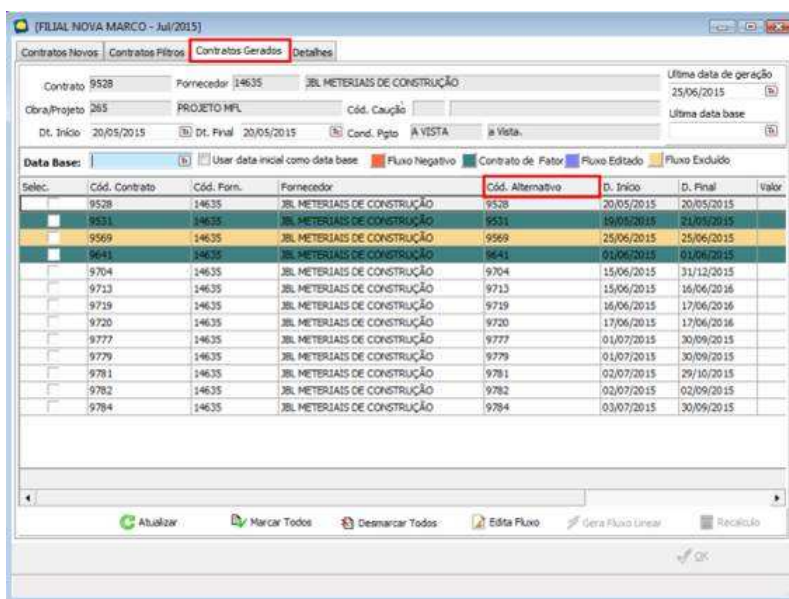 (FILIAL NOVA MARCO - Jul/2015)
Contratos Novos Contratos Filtros Contratos Gerados Detalhes
Contrato 9528 Fornecedor 14635 JBL METERIAIS DE CONSTRUÇÃO Ultima data de geração
25/06/2015
Obra/Projeto 265 PROJETO MFL Cód. Caução Ultima data base
Dt. Início 20/05/2015 Dt. Final 20/05/2015 Cond. Pgto A VISTA a Vista.
Data Base: Usar data inicial como data base Fluxo Negativo Contrato de Fator Fluxo Editado Fluxo Excluído
Selec. Cód. Contrato Cód. Forn. Fornecedor Cód. Alternativo D. Início D. Final Valor
9528 14635 JBL METERIAIS DE CONSTRUÇÃO 9528 20/05/2015 20/05/2015
9531 14635 JBL METERIAIS DE CONSTRUÇÃO 9531 19/05/2015 21/05/2015
9569 14635 JBL METERIAIS DE CONSTRUÇÃO 9569 25/06/2015 25/06/2015
9641 14635 JBL METERIAIS DE CONSTRUÇÃO 9641 01/06/2015 01/06/2015
9704 14635 JBL METERIAIS DE CONSTRUÇÃO 9704 15/06/2015 31/12/2015
9713 14635 JBL METERIAIS DE CONSTRUÇÃO 9713 15/06/2015 16/06/2016
9719 14635 JBL METERIAIS DE CONSTRUÇÃO 9719 16/06/2015 17/06/2016
9720 14635 JBL METERIAIS DE CONSTRUÇÃO 9720 17/06/2015 17/06/2016
9777 14635 JBL METERIAIS DE CONSTRUÇÃO 9777 01/07/2015 30/09/2015
9779 14635 JBL METERIAIS DE CONSTRUÇÃO 9779 01/07/2015 30/09/2015
9781 14635 JBL METERIAIS DE CONSTRUÇÃO 9781 02/07/2015 29/10/2015
9782 14635 JBL METERIAIS DE CONSTRUÇÃO 9782 02/07/2015 02/09/2015
9784 14635 JBL METERIAIS DE CONSTRUÇÃO 9784 03/07/2015 30/09/2015
Atualizar Marcar Todos Desmarcar Todos Edita Fluxo Gera Fluxo Linear Recalculo
OK